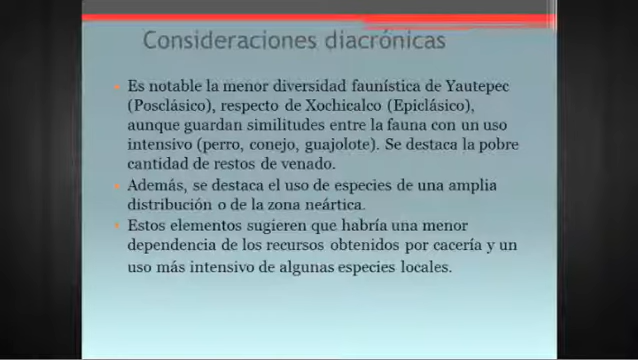 Consideraciones diacrónicas
Es notable la menor diversidad faunística de Yautepec
(Posclásico), respecto de Xochicalco (Epiclásico),
aunque guardan similitudes entre la fauna con un uso
intensivo (perro, conejo, guajolote). Se destaca la pobre
cantidad de restos de venado.
Además, se destaca el uso de especies de una amplia
distribución o de la zona neártica.
Estos elementos sugieren que habría una menor
dependencia de los recursos obtenidos por cacería y un
uso más intensivo de algunas especies locales.